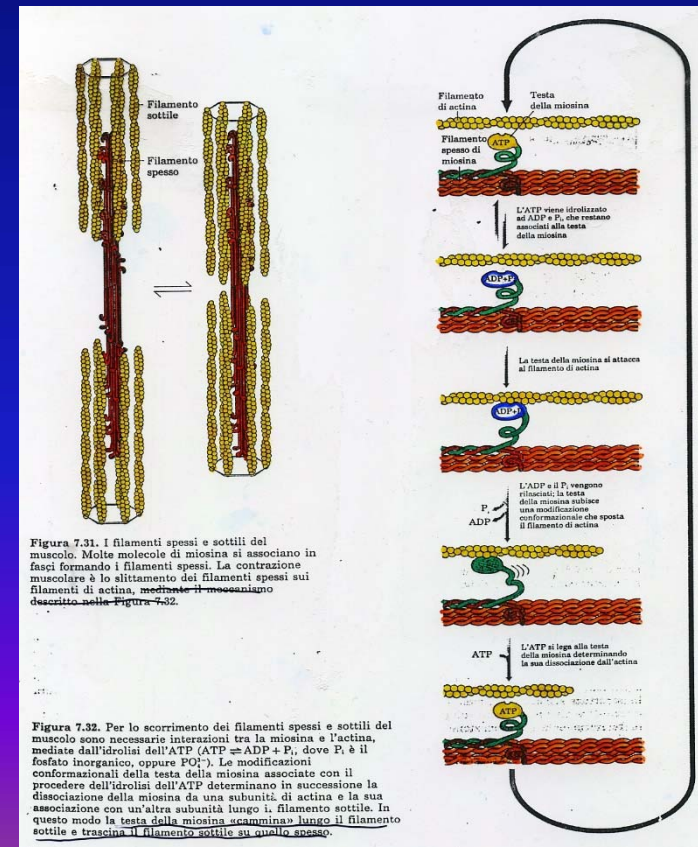 Filamento
sottile
Filamento
spesso
Figura 7.31. I filamenti spessi e sottili del
muscolo. Molte molecole di miosina si associano in
fasci formando i filamenti spessi. La contrazione
muscolare è lo slittamento dei filamenti spessi sui
filamenti di actina, mediante il meccanismo
descritto nella Figura 7.32.
Figura 7.32. Per lo scorrimento dei filamenti spessi e sottili del
muscolo sono necessarie interazioni tra la miosina e l'actina,
mediate dall'idrolisi dell'ATP (ATP ⇌ ADP + Pi, dove Pi è il
fosfato inorganico, oppure PO₄³⁻). Le modificazioni
conformazionali della testa della miosina associate con il
procedere dell'idrolisi dell'ATP determinano in successione la
dissociazione della miosina da una subunità di actina e la sua
associazione con un'altra subunità lungo il filamento sottile. In
questo modo la testa della miosina «cammina» lungo il filamento
sottile e trascina il filamento sottile su quello spesso.
Filamento
di actina
Testa
della miosina
Filamento
spesso di
miosina
ATP
L'ATP viene idrolizzato
ad ADP e Pi, che restano
associati alla testa
della miosina
ADP+P
La testa della miosina si attacca
al filamento di actina
ADP+P
L'ADP e il Pi vengono
rilasciati; la testa
della miosina subisce
una modificazione
conformazionale che sposta
il filamento di actina
Pi
ADP
ATP
L'ATP si lega alla testa
della miosina determinando
la sua dissociazione dall'actina
ATP